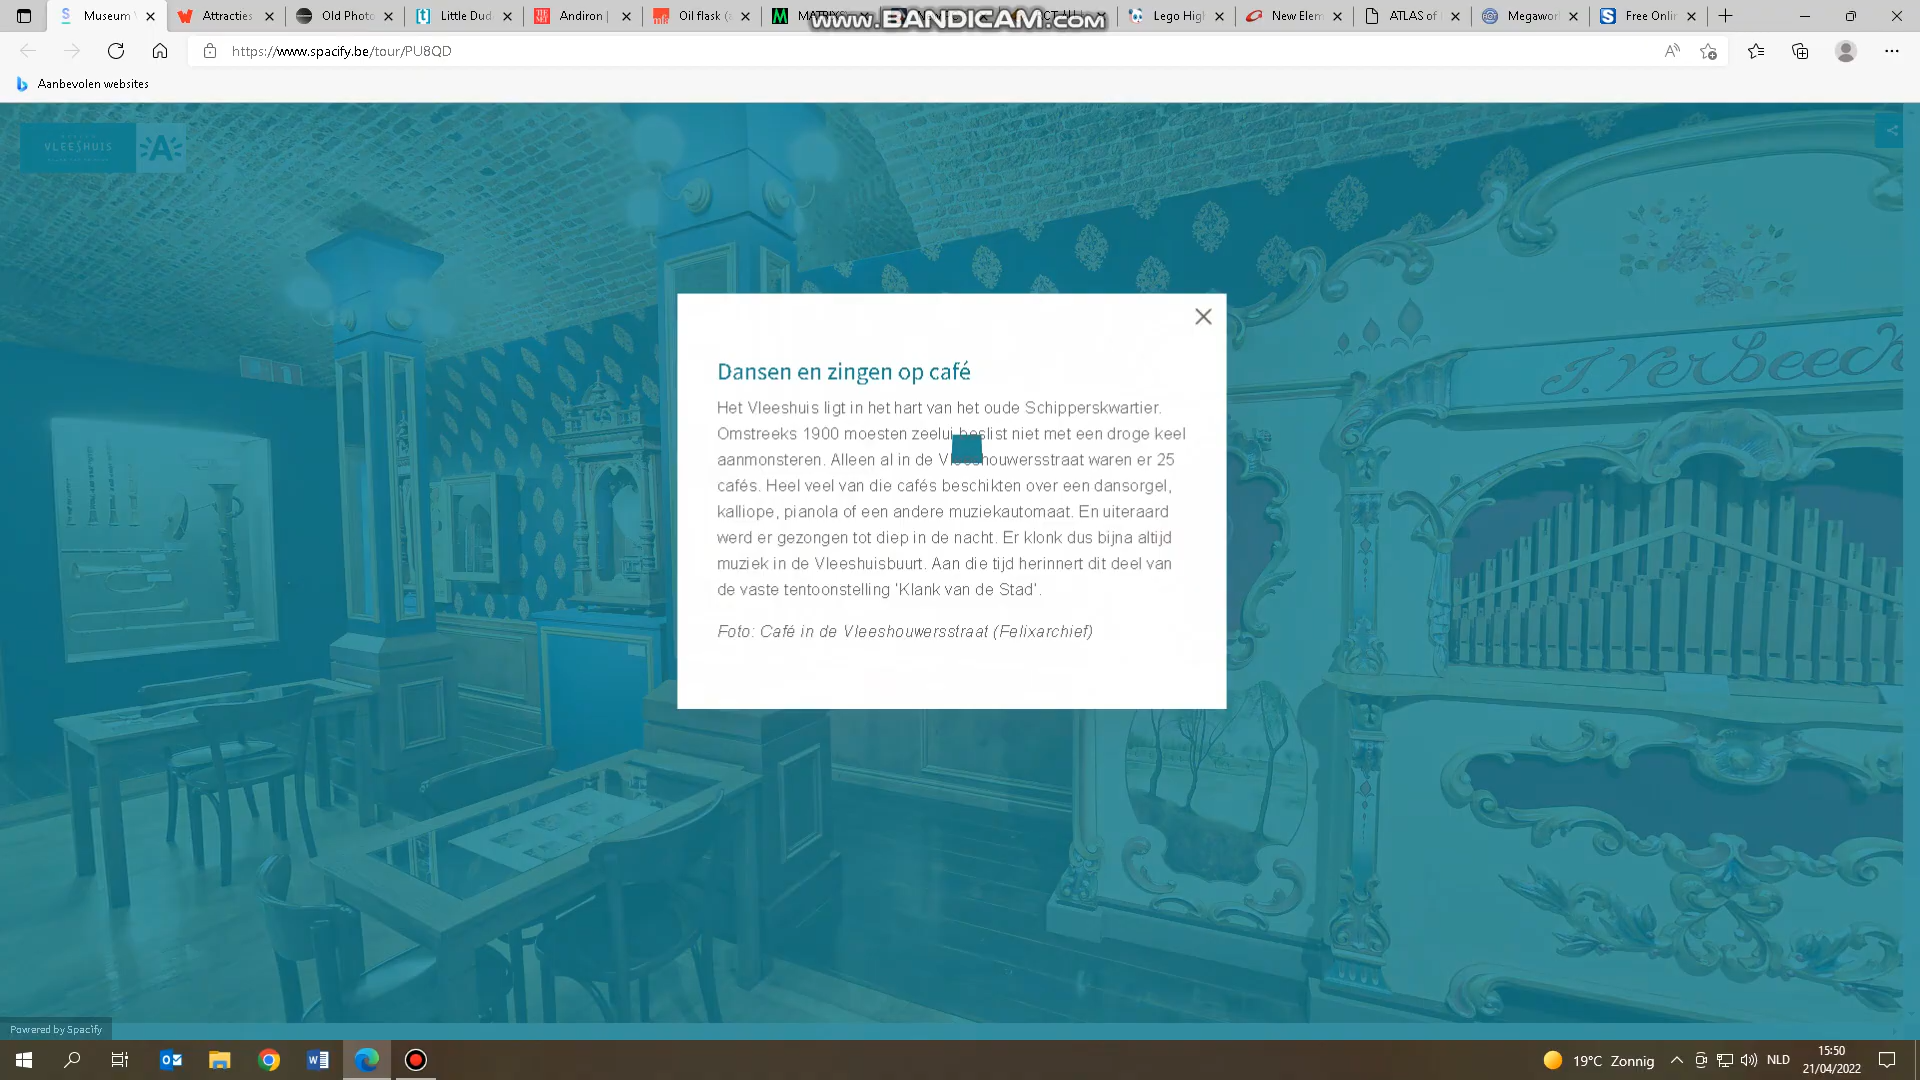 Museum
Attracties
Old Photo
Little Dud
Andiron |
Oil flask (
MATRIX
Lego Hig
New Elem
ATLAS of
Megawor
Free Onlin
www.BANDICAM.com
https://www.spacify.be/tour/PU8QD
Aanbevolen websites
VLEESHUIS
A
J. Verbeeck
Dansen en zingen op café
Het Vleeshuis ligt in het hart van het oude Schipperskwartier.
Omstreeks 1900 moesten zeelui beslist niet met een droge keel
aanmonsteren. Alleen al in de Vleeshouwersstraat waren er 25
cafés. Heel veel van die cafés beschikten over een dansorgel,
kalliope, pianola of een andere muziekautomaat. En uiteraard
werd er gezongen tot diep in de nacht. Er klonk dus bijna altijd
muziek in de Vleeshuisbuurt. Aan die tijd herinnert dit deel van
de vaste tentoonstelling 'Klank van de Stad'.
Foto: Café in de Vleeshouwersstraat (Felixarchief)
Powered by Spacify
19°C Zonnig
NLD
15:50
21/04/2022